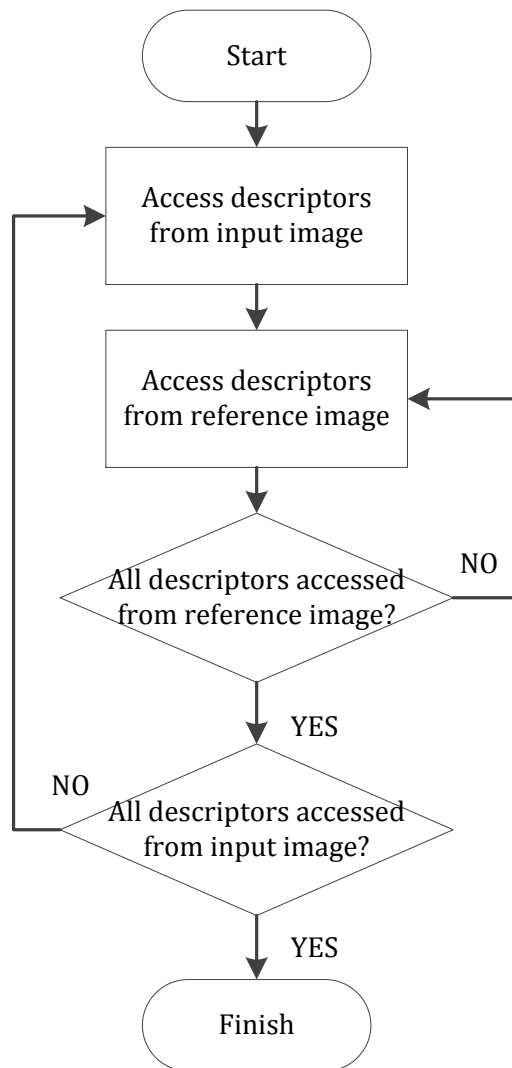 Start
Access descriptors
from input image
Access descriptors
from reference image
All descriptors accessed
from reference image?
NO
YES
NO
All descriptors accessed
from input image?
YES
Finish